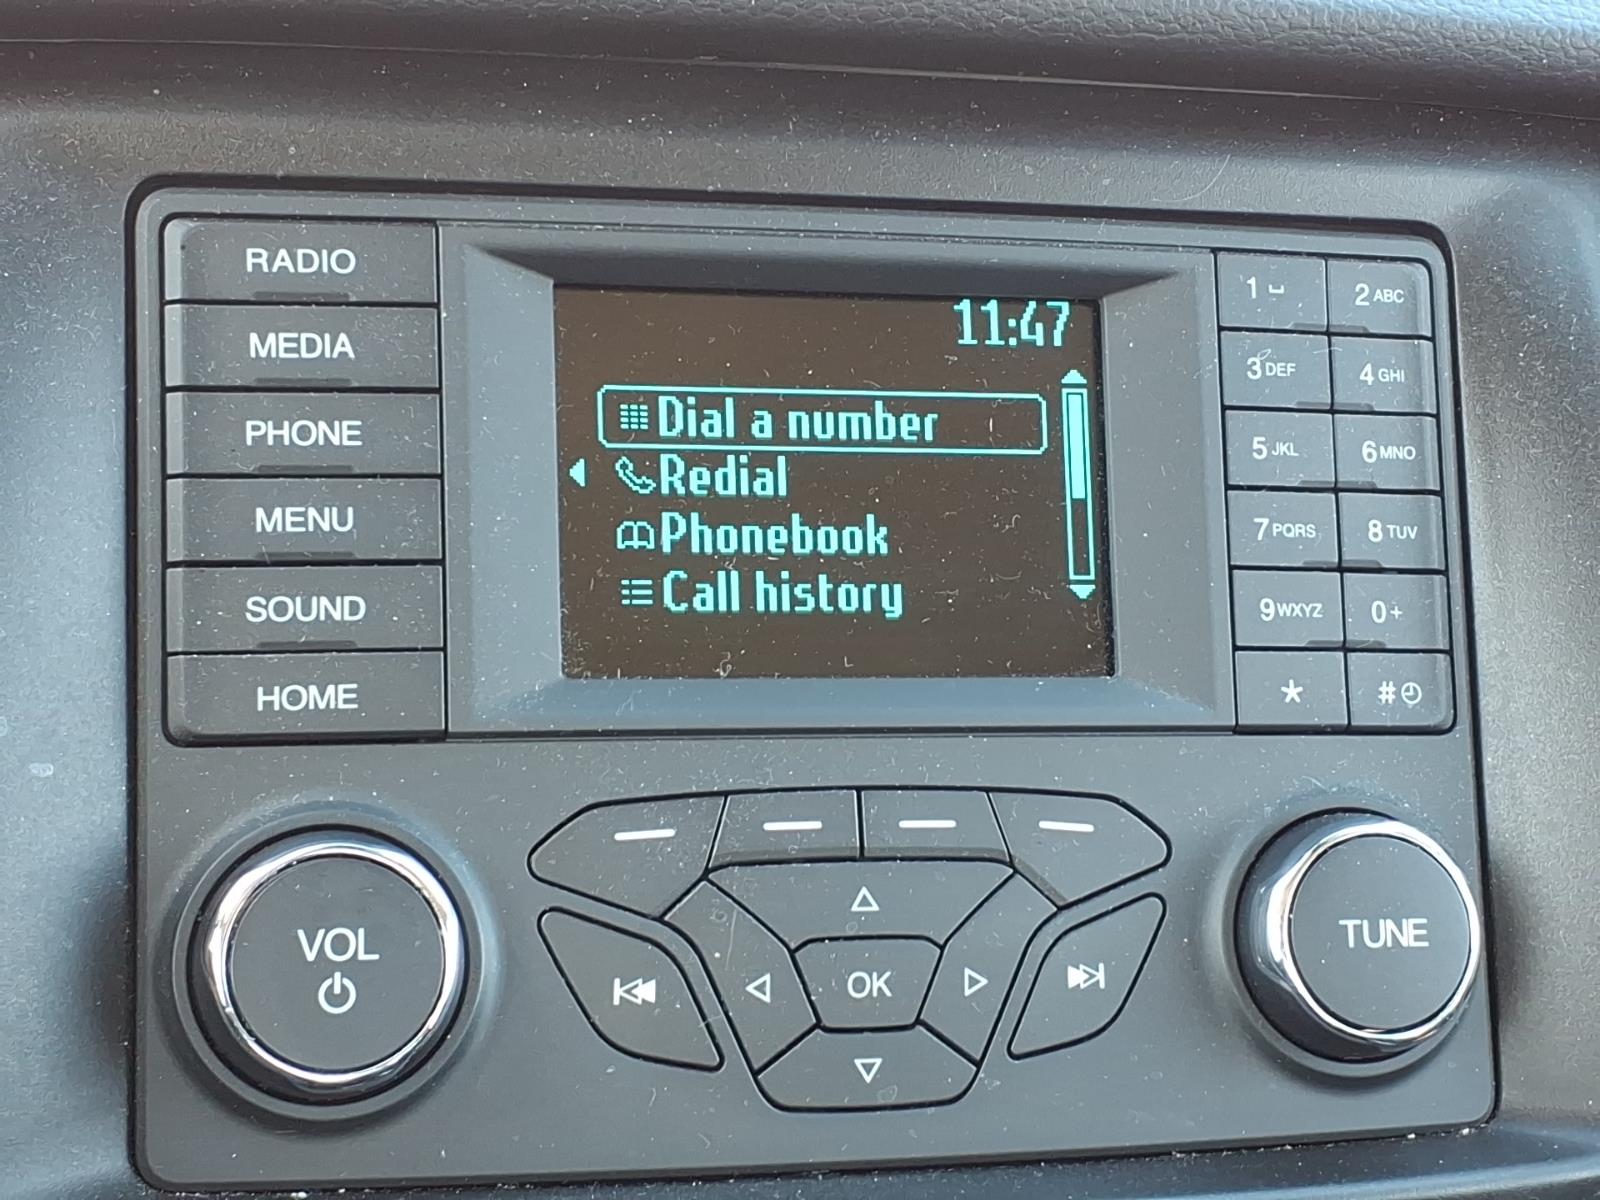 RADIO
MEDIA
PHONE
MENU
SOUND
HOME
11:47
Dial a number
Redial
Phonebook
Call history
1 2 ABC
3 DEF 4 GHI
5 JKL 6 MNO
7 PQRS 8 TUV
9 WXYZ 0 +
* #
VOL
OK
TUNE